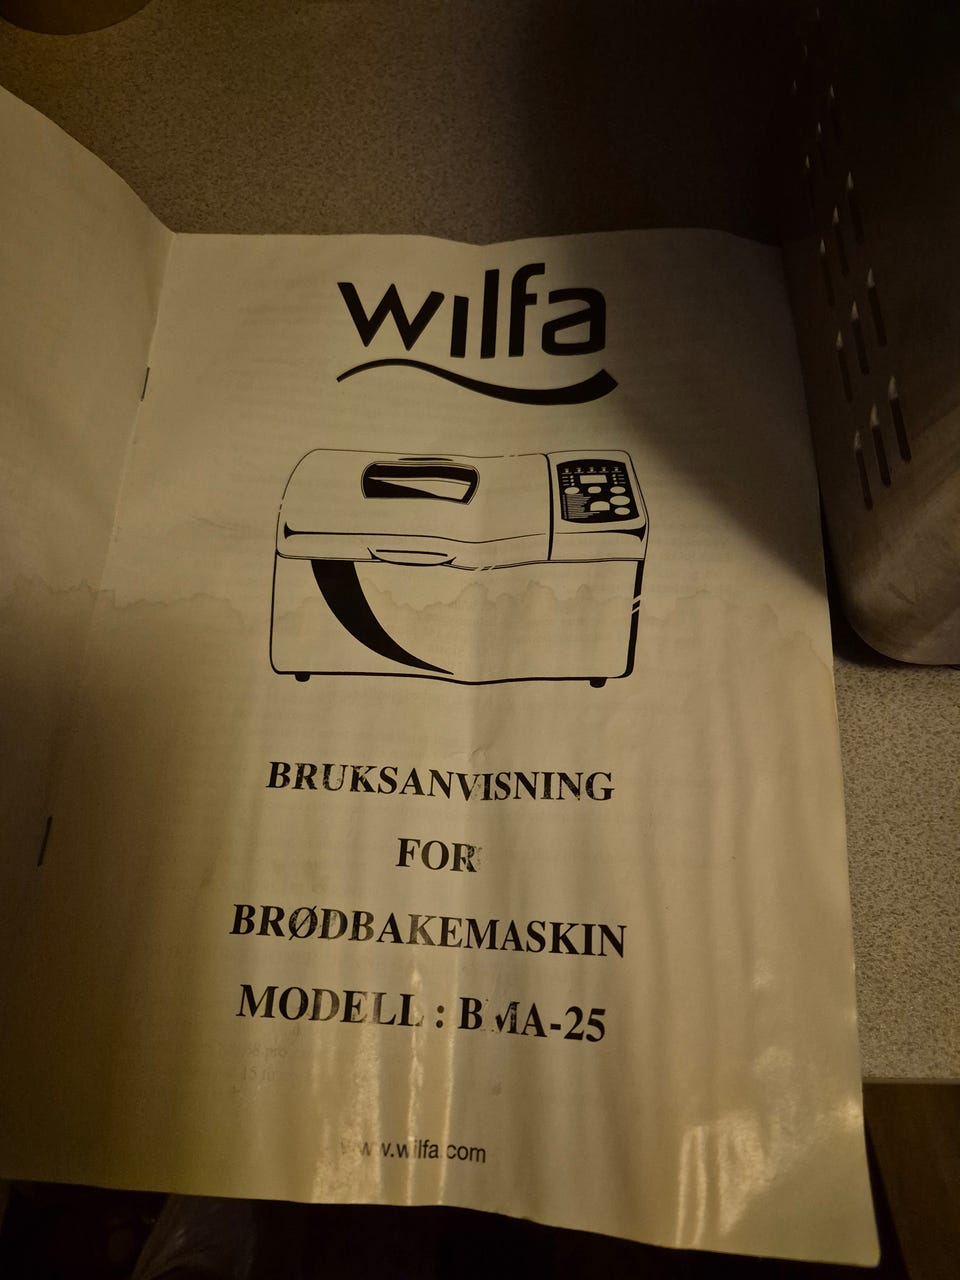 wilfa
BRUKSANVISNING
FOR
BRØDBAKEMASKIN
MODELL : BMA-25
www.wilfa.com